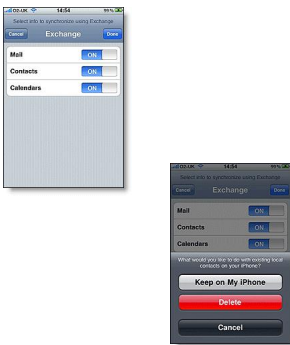 O2-UK 14:54 99%
Select info to synchronize using Exchange
Cancel Exchange Done
Mail ON
Contacts ON
Calendars ON
O2-UK 14:54 99%
Select info to synchronize using Exchange
Cancel Exchange Done
Mail ON
Contacts ON
Calendars ON
What would you like to do with existing local
contacts on your iPhone?
Keep on My iPhone
Delete
Cancel